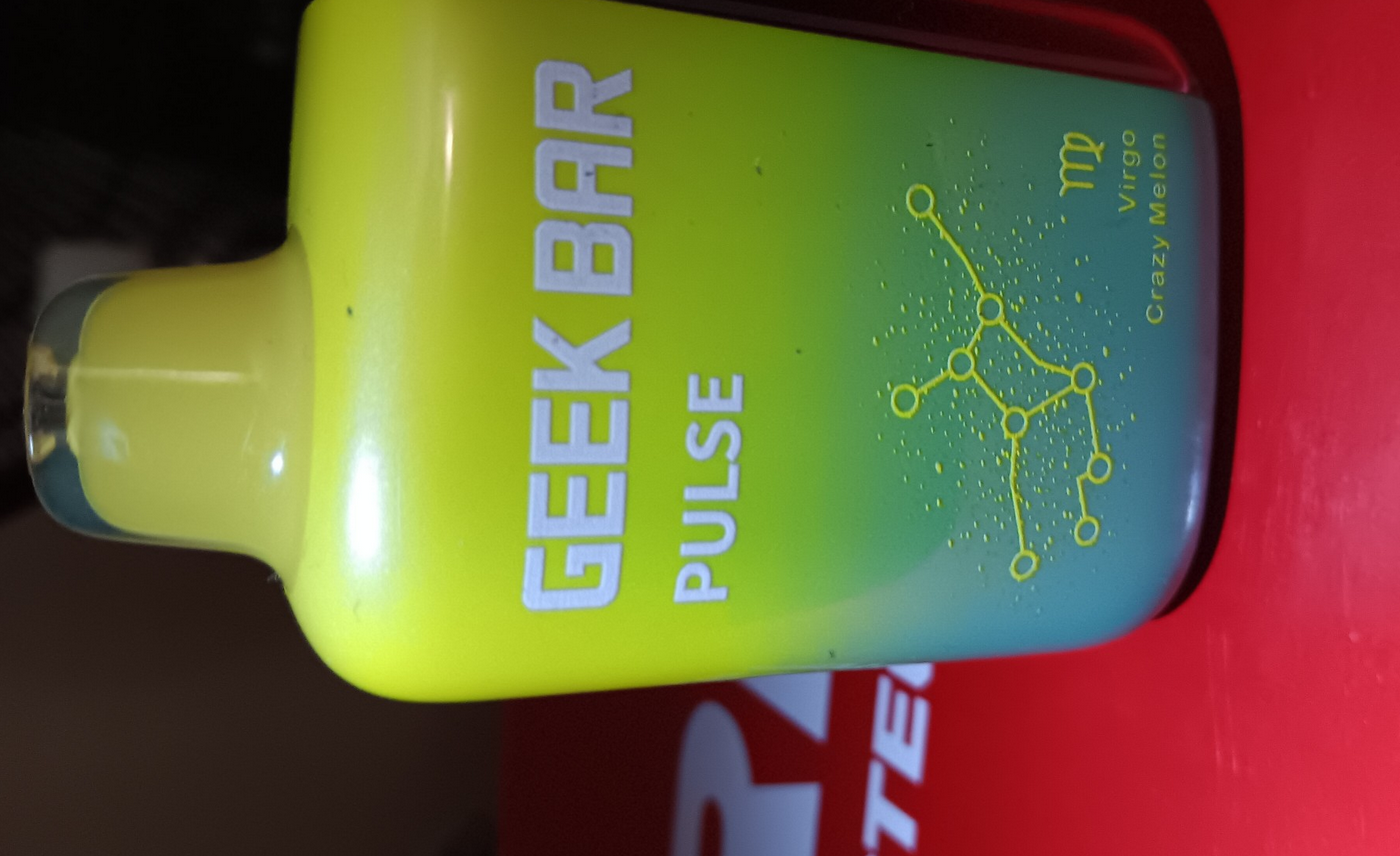 GEEK BAR
PULSE
♍
Virgo
Crazy Melon